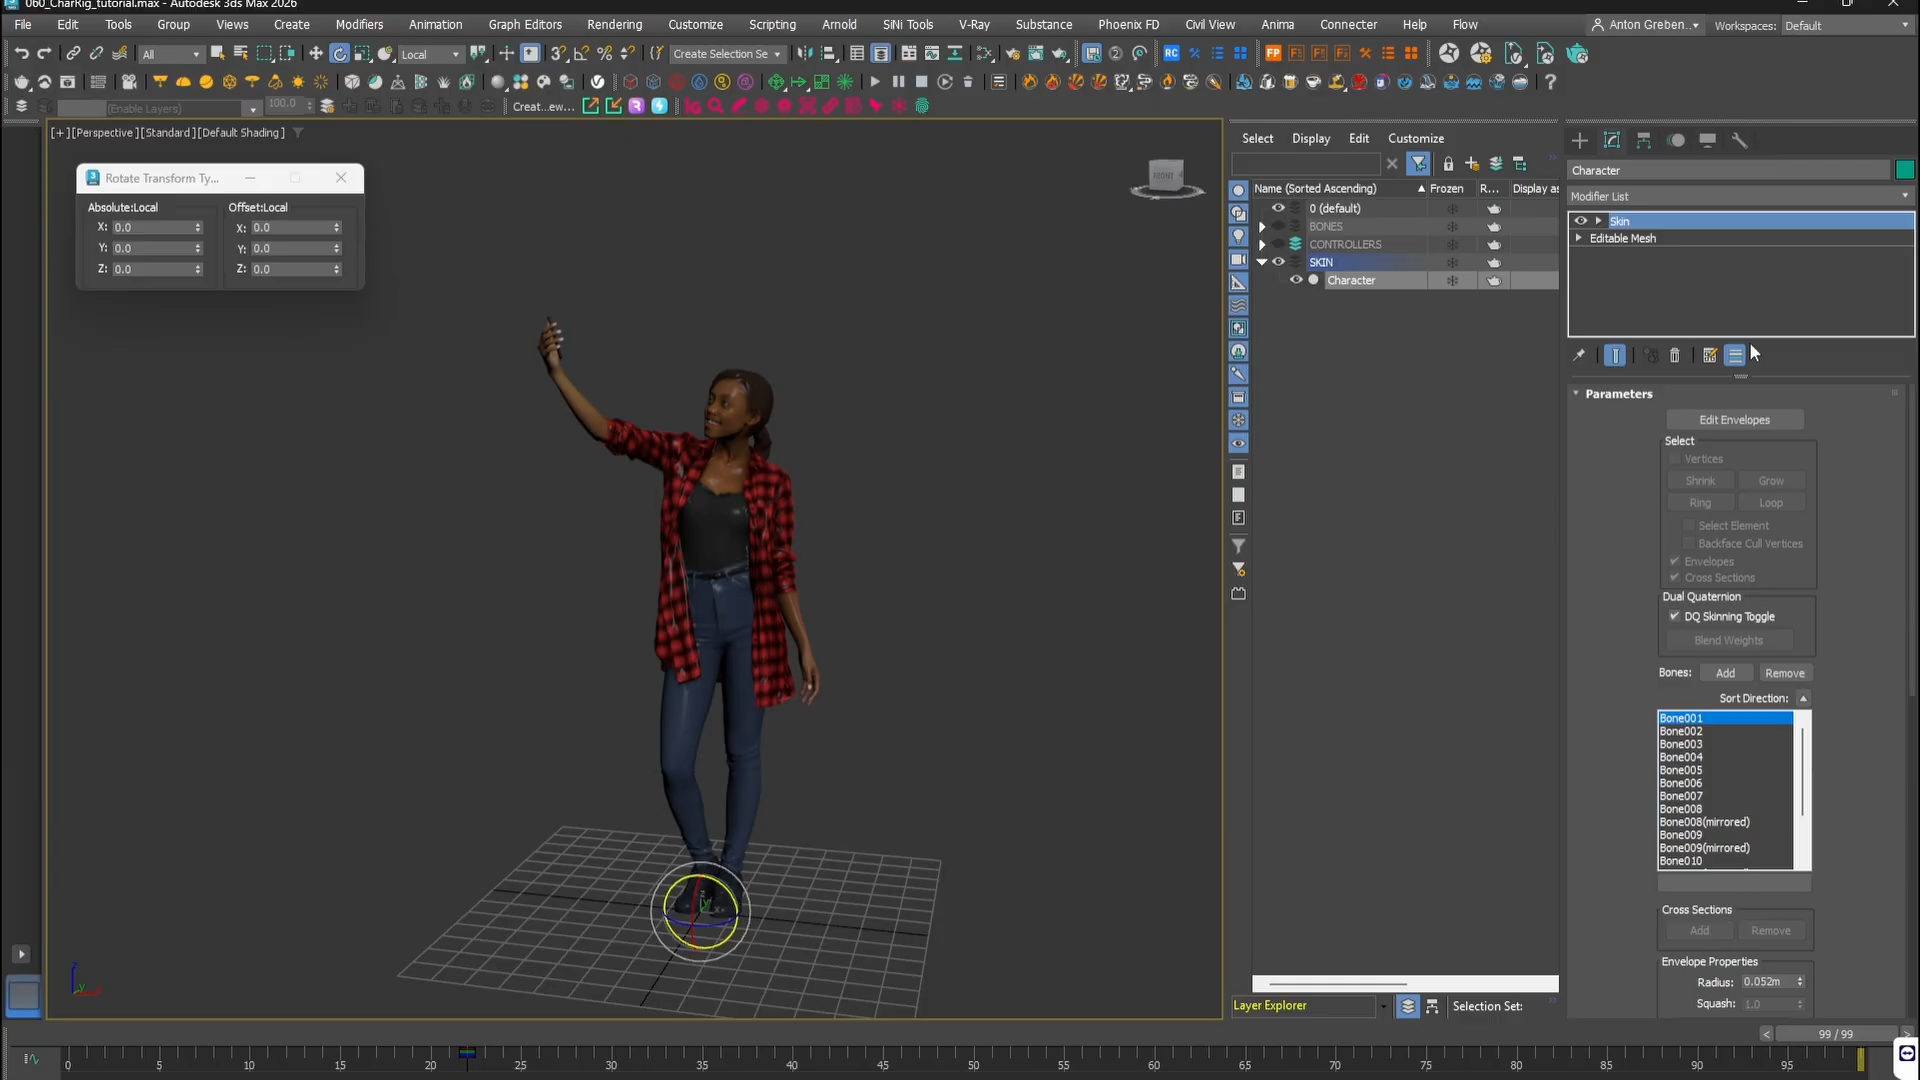 060_CharRig_tutorial.max - Autodesk 3ds Max 2026
File Edit Tools Group Views Create Modifiers Animation Graph Editors Rendering Customize Scripting Arnold SiNi Tools V-Ray Substance Phoenix FD Civil View Anima Connecter Help Flow Anton Greben.. Workspaces: Default
All Local Create Selection Se RC FP
(Enable Layers) 100.0 Creat...ew...
[+][Perspective][Standard][Default Shading]
Rotate Transform Ty...
Absolute:Local Offset:Local
X: 0.0 X: 0.0
Y: 0.0 Y: 0.0
Z: 0.0 Z: 0.0
FRONT
Select Display Edit Customize
Name (Sorted Ascending) Frozen R... Display as
0 (default)
BONES
CONTROLLERS
SKIN
Character
Layer Explorer Selection Set:
Character
Modifier List
Skin
Editable Mesh
Parameters
Edit Envelopes
Select
Vertices
Shrink Grow
Ring Loop
Select Element
Backface Cull Vertices
Envelopes
Cross Sections
Dual Quaternion
DQ Skinning Toggle
Blend Weights
Bones: Add Remove
Sort Direction:
Bone001
Bone002
Bone003
Bone004
Bone005
Bone006
Bone007
Bone008
Bone008(mirrored)
Bone009
Bone009(mirrored)
Bone010
Cross Sections
Add Remove
Envelope Properties
Radius: 0.052m
Squash: 1.0
< 99 / 99 >
0 5 10 15 20 25 30 35 40 45 50 55 60 65 70 75 80 85 90 95